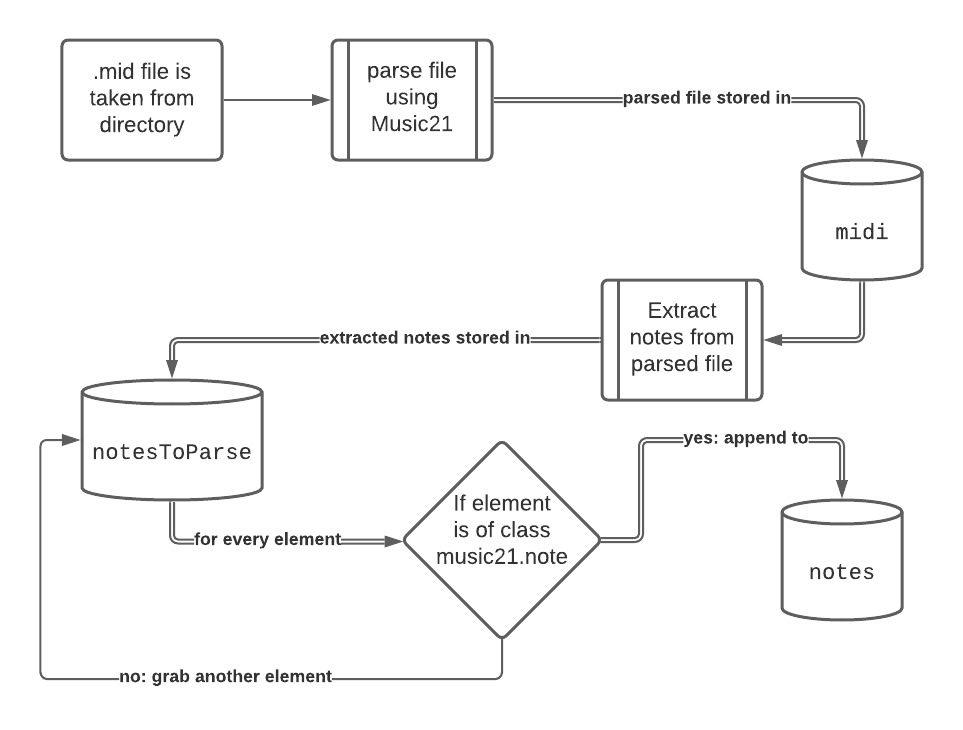 .mid file is
taken from
directory
parse file
using
Music21
parsed file stored in
midi
Extract
notes from
parsed file
extracted notes stored in
notesToParse
for every element
If element
is of class
music21.note
yes: append to
notes
no: grab another element